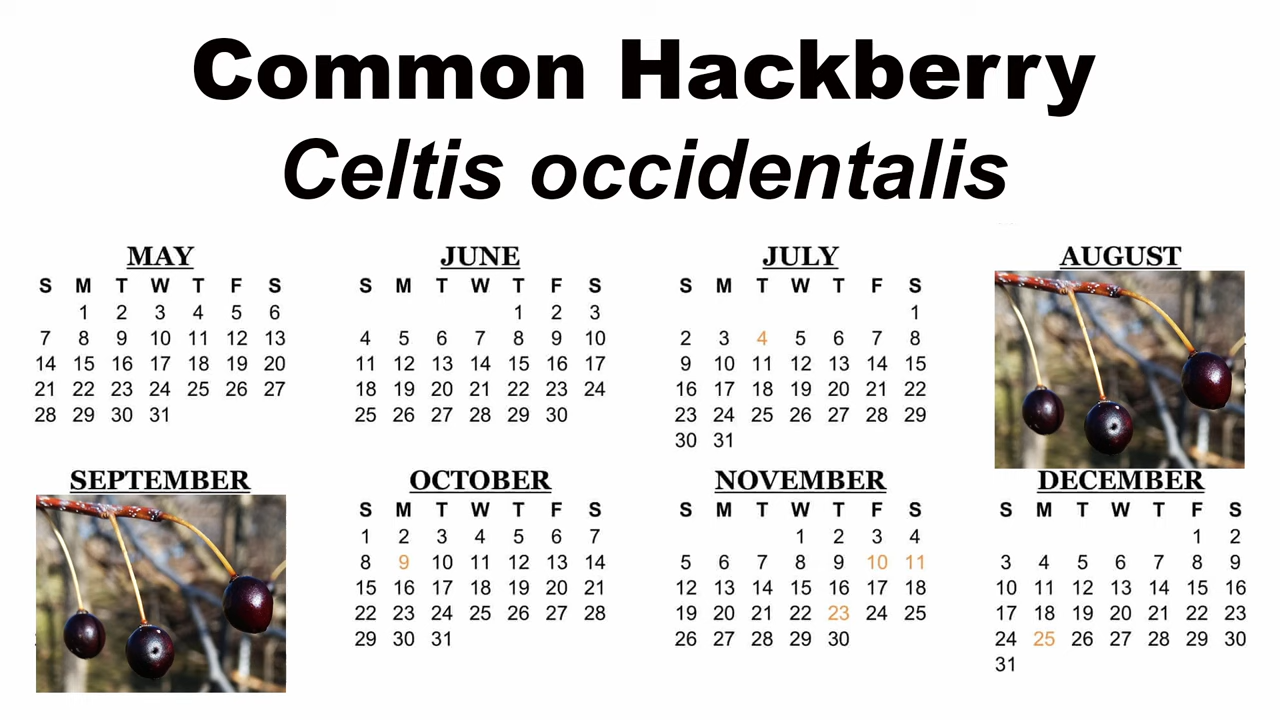 Common Hackberry
Celtis occidentalis
MAY
S M T W T F S
1 2 3 4 5 6
7 8 9 10 11 12 13
14 15 16 17 18 19 20
21 22 23 24 25 26 27
28 29 30 31
JUNE
S M T W T F S
1 2 3
4 5 6 7 8 9 10
11 12 13 14 15 16 17
18 19 20 21 22 23 24
25 26 27 28 29 30
JULY
S M T W T F S
1
2 3 4 5 6 7 8
9 10 11 12 13 14 15
16 17 18 19 20 21 22
23 24 25 26 27 28 29
30 31
AUGUST
SEPTEMBER
OCTOBER
S M T W T F S
1 2 3 4 5 6 7
8 9 10 11 12 13 14
15 16 17 18 19 20 21
22 23 24 25 26 27 28
29 30 31
NOVEMBER
S M T W T F S
1 2 3 4
5 6 7 8 9 10 11
12 13 14 15 16 17 18
19 20 21 22 23 24 25
26 27 28 29 30
DECEMBER
S M T W T F S
1 2
3 4 5 6 7 8 9
10 11 12 13 14 15 16
17 18 19 20 21 22 23
24 25 26 27 28 29 30
31